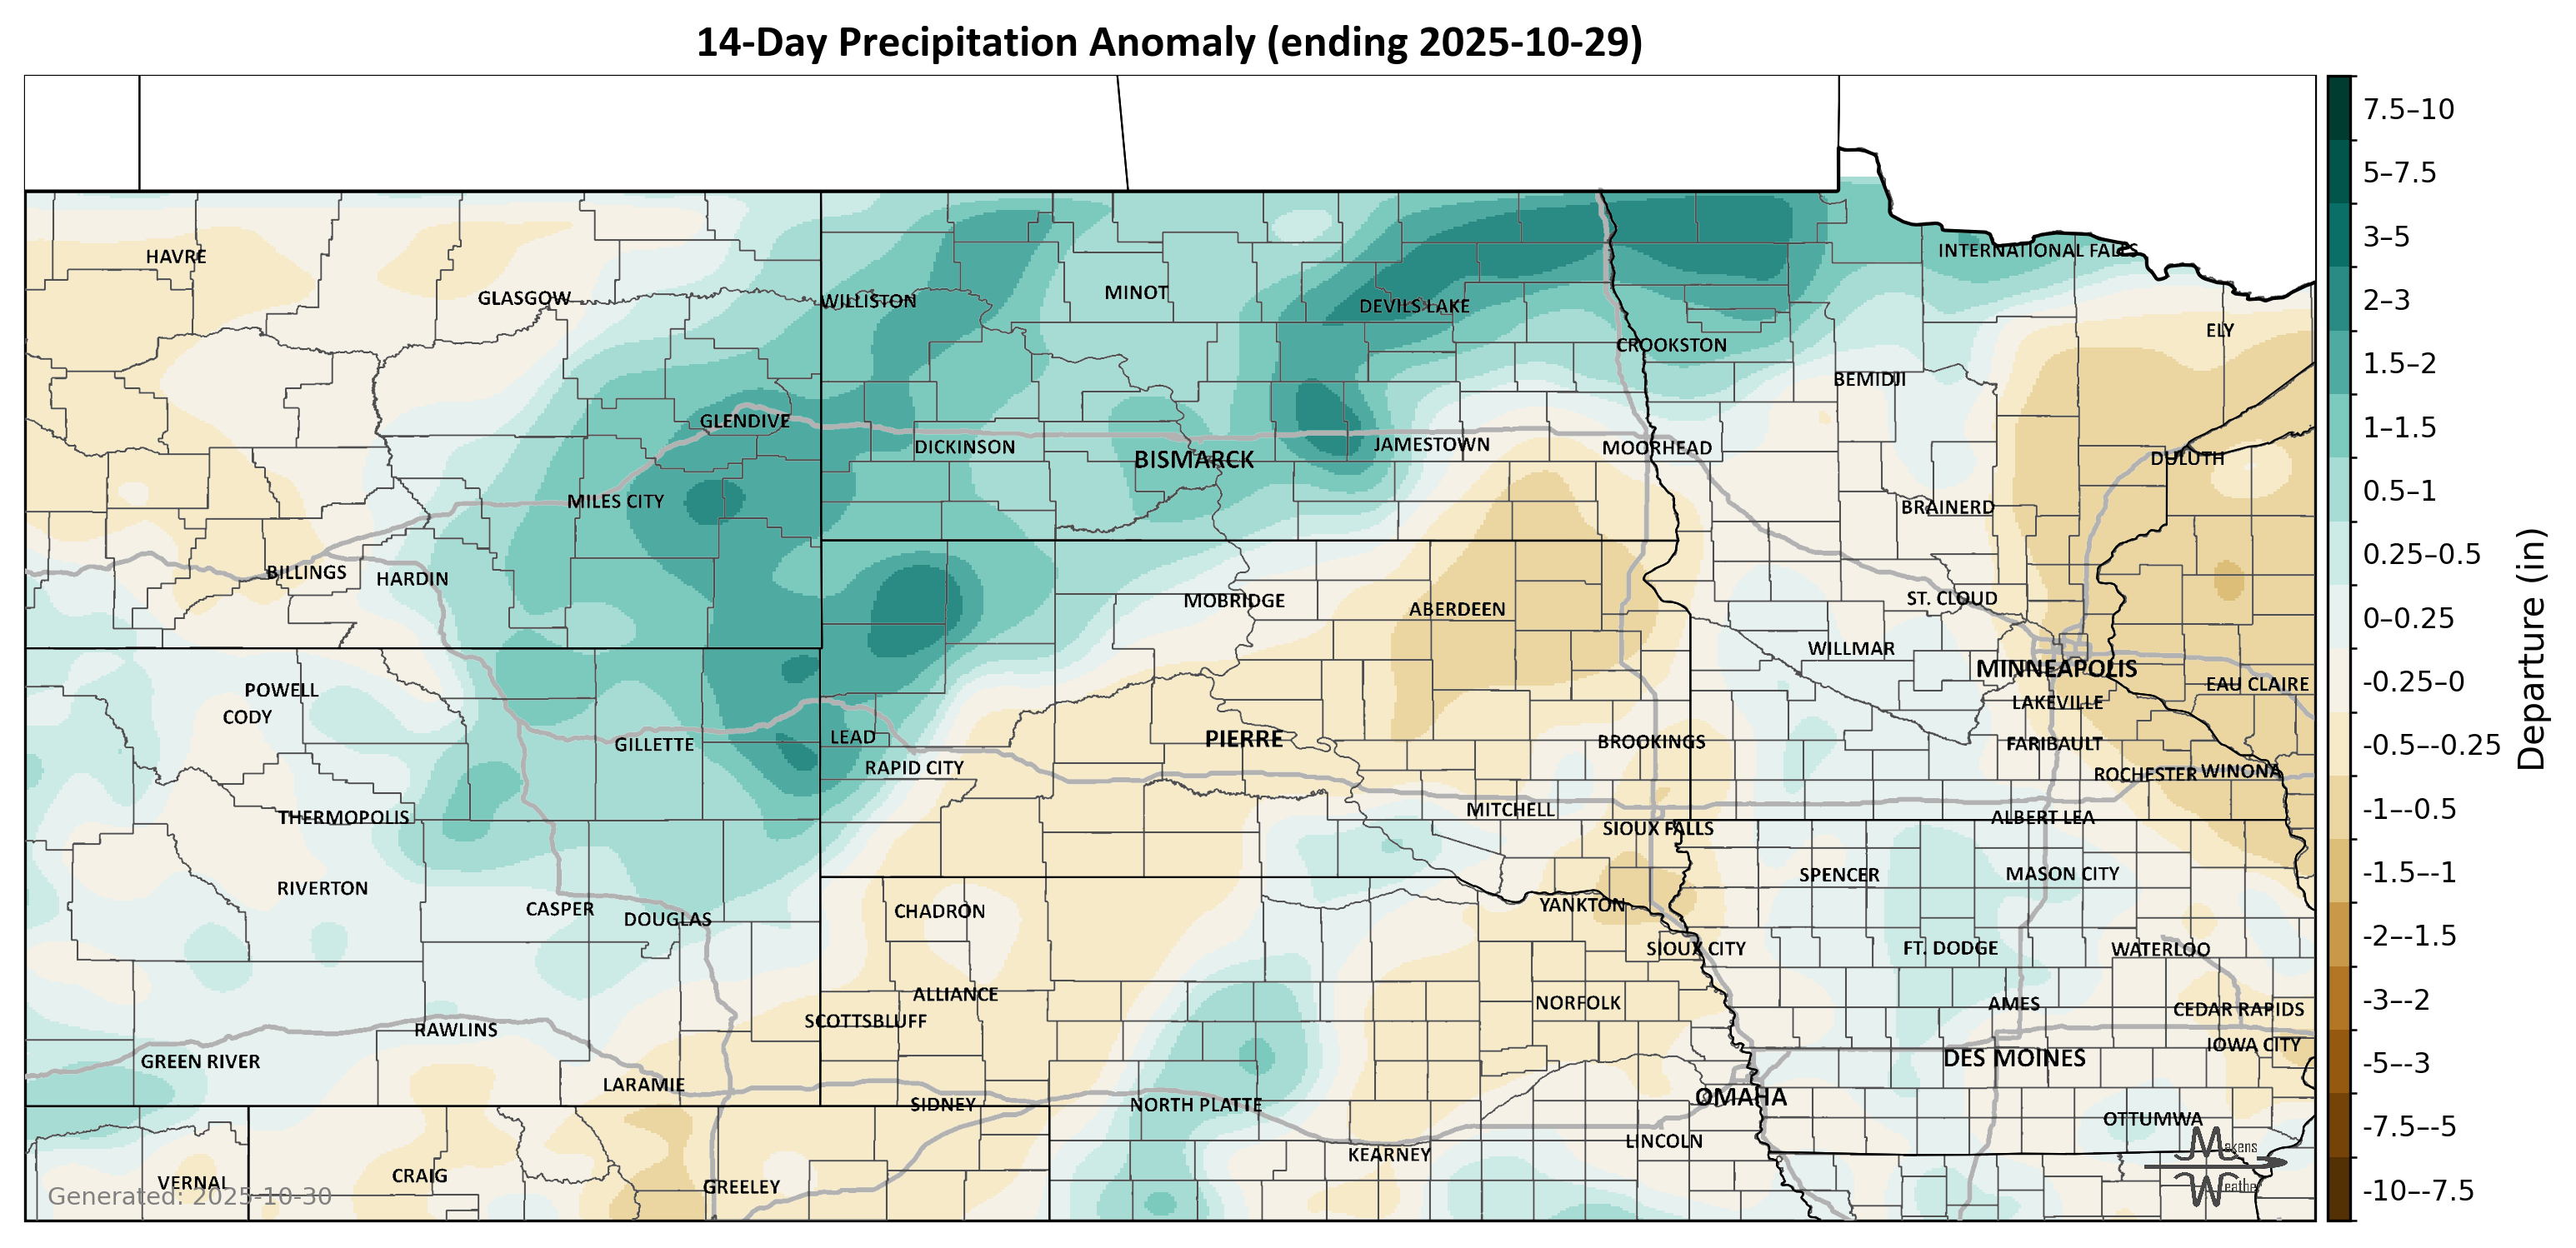 14-Day Precipitation Anomaly (ending 2025-10-29)
HAVRE
GLASGOW
WILLISTON
MINOT
DEVILS LAKE
INTERNATIONAL FALLS
ELY
CROOKSTON
BEMIDJI
GLENDIVE
DICKINSON
BISMARCK
JAMESTOWN
MOORHEAD
DULUTH
MILES CITY
BRAINERD
BILLINGS
HARDIN
MOBRIDGE
ABERDEEN
ST. CLOUD
WILLMAR
MINNEAPOLIS
EAU CLAIRE
LAKEVILLE
POWELL
CODY
GILLETTE
LEAD
RAPID CITY
PIERRE
BROOKINGS
FARIBAULT
ROCHESTER
WINONA
THERMOPOLIS
MITCHELL
SIOUX FALLS
ALBERT LEA
RIVERTON
CASPER
DOUGLAS
CHADRON
YANKTON
SPENCER
MASON CITY
SIOUX CITY
FT. DODGE
WATERLOO
ALLIANCE
SCOTTSBLUFF
NORFOLK
AMES
CEDAR RAPIDS
RAWLINS
GREEN RIVER
LARAMIE
SIDNEY
NORTH PLATTE
OMAHA
DES MOINES
IOWA CITY
OTTUMWA
LINCOLN
KEARNEY
VERNAL
CRAIG
GREELEY
Generated: 2025-10-30
Makens
Weather
7.5–10
5–7.5
3–5
2–3
1.5–2
1–1.5
0.5–1
0.25–0.5
0–0.25
-0.25–0
-0.5–-0.25
-1–-0.5
-1.5–-1
-2–-1.5
-3–-2
-5–-3
-7.5–-5
-10–-7.5
Departure (in)